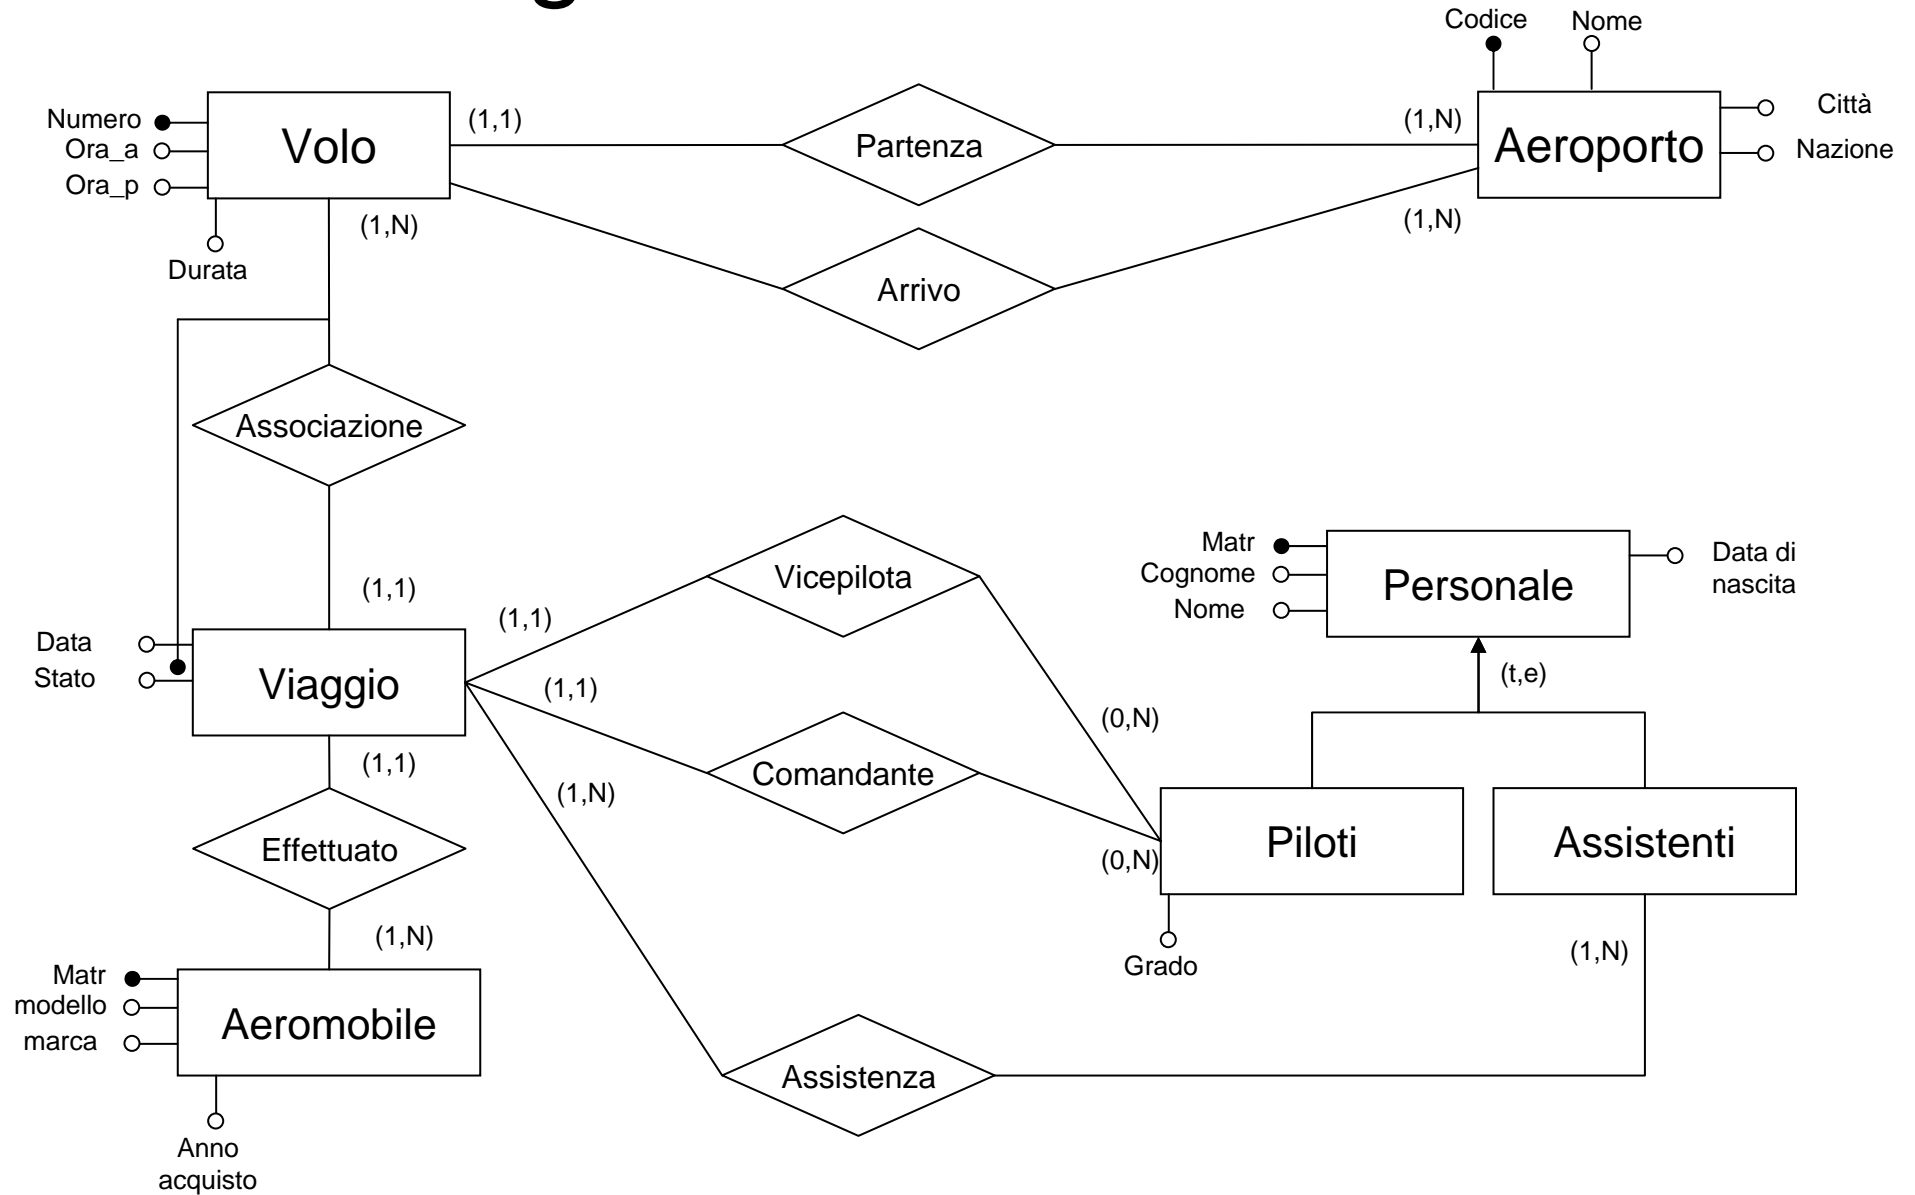 Codice
Nome
Numero
Ora_a
Ora_p
Volo
(1,1)
Partenza
(1,N)
Aeroporto
Città
Nazione
(1,N)
(1,N)
Durata
Arrivo
Associazione
(1,1)
Data
Stato
Viaggio
(1,1)
Vicepilota
(1,1)
Matr
Cognome
Nome
Personale
Data di
nascita
(t,e)
(0,N)
(1,1)
Comandante
(1,N)
Effettuato
(0,N)
Piloti
Assistenti
(1,N)
Grado
(1,N)
Matr
modello
marca
Aeromobile
Assistenza
Anno
acquisto